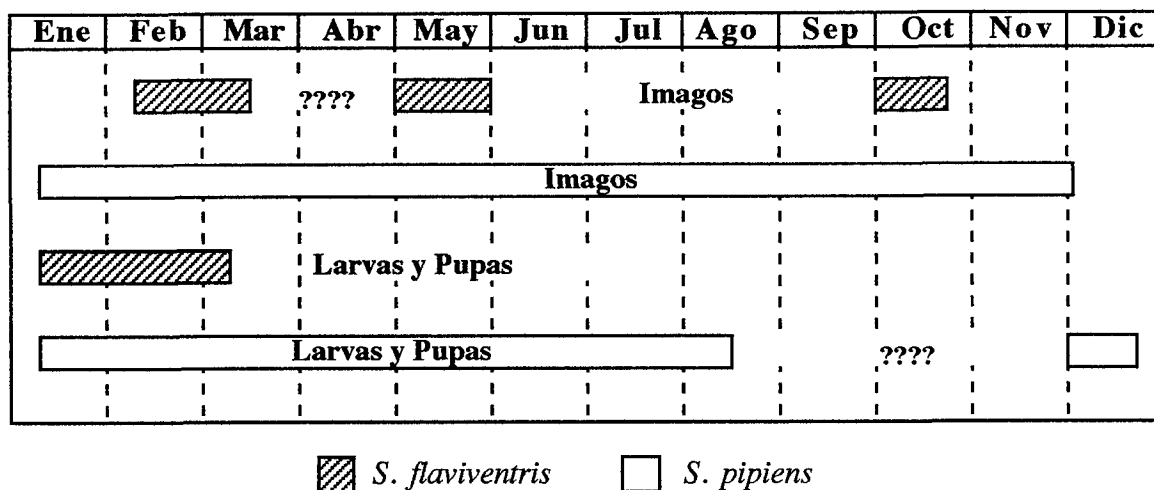 Ene Feb Mar Abr May Jun Jul Ago Sep Oct Nov Dic
???? Imagos
Imagos
Larvas y Pupas
Larvas y Pupas ????
S. flaviventris S. pipiens